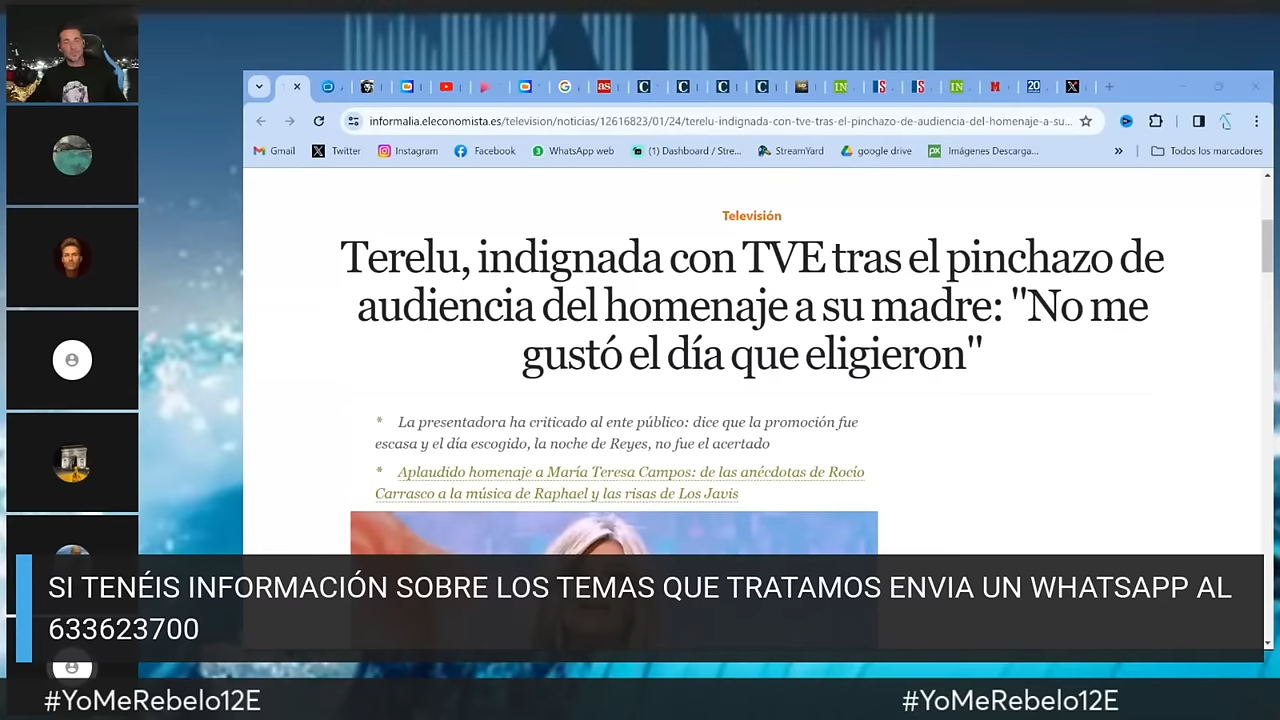 informalia.eleconomista.es/television/noticias/12616823/01/24/terelu-indignada-con-tve-tras-el-pinchazo-de-audiencia-del-homenaje-a-su...
Gmail
Twitter
Instagram
Facebook
WhatsApp web
(1) Dashboard / Stre...
StreamYard
google drive
Imágenes Descarga...
»
Todos los marcadores
Televisión
Terelu, indignada con TVE tras el pinchazo de
audiencia del homenaje a su madre: "No me
gustó el día que eligieron"
* La presentadora ha criticado al ente público: dice que la promoción fue
escasa y el día escogido, la noche de Reyes, no fue el acertado
* Aplaudido homenaje a María Teresa Campos: de las anécdotas de Rocío
Carrasco a la música de Raphael y las risas de Los Javis
SI TENÉIS INFORMACIÓN SOBRE LOS TEMAS QUE TRATAMOS ENVIA UN WHATSAPP AL
633623700
#YoMeRebelo12E
#YoMeRebelo12E